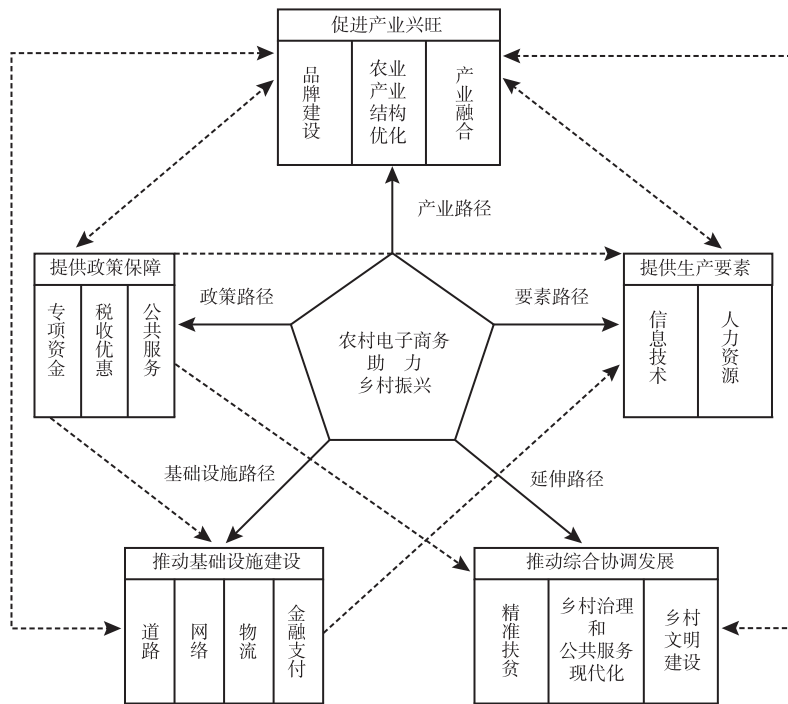 促进产业兴旺
品牌建设
农业
产业
结构
优化
产业融合
产业路径
提供政策保障
专项资金
税收优惠
公共服务
政策路径
要素路径
提供生产要素
信息技术
人力资源
农村电子商务
助 力
乡村振兴
基础设施路径
延伸路径
推动基础设施建设
道路
网络
物流
金融支付
推动综合协调发展
精准扶贫
乡村治理
和
公共服务
现代化
乡村
文明
建设